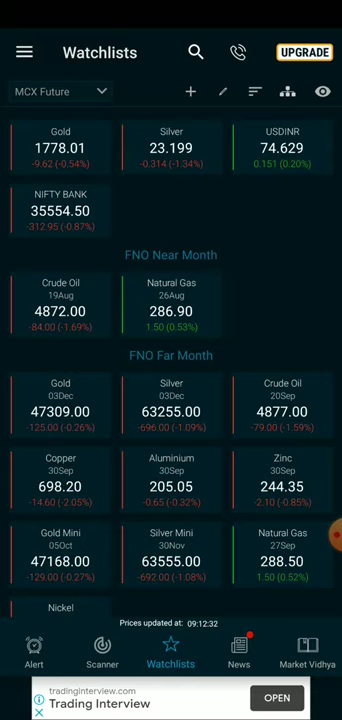 Watchlists
UPGRADE
MCX Future
Gold
1778.01
-9.62 (-0.54%)
Silver
23.199
-0.314 (-1.34%)
USDINR
74.629
0.151 (0.20%)
NIFTY BANK
35554.50
-312.95 (-0.87%)
FNO Near Month
Crude Oil
19Aug
4872.00
-84.00 (-1.69%)
Natural Gas
26Aug
286.90
1.50 (0.53%)
FNO Far Month
Gold
03Dec
47309.00
-125.00 (-0.26%)
Silver
03Dec
63255.00
-696.00 (-1.09%)
Crude Oil
20Sep
4877.00
-79.00 (-1.59%)
Copper
30Sep
698.20
-14.60 (-2.05%)
Aluminium
30Sep
205.05
-0.65 (-0.32%)
Zinc
30Sep
244.35
-2.10 (-0.85%)
Gold Mini
05Oct
47168.00
-129.00 (-0.27%)
Silver Mini
30Nov
63555.00
-692.00 (-1.08%)
Natural Gas
27Sep
288.50
1.50 (0.52%)
Nickel
Prices updated at: 09:12:32
Alert
Scanner
Watchlists
News
Market Vidhya
tradinginterview.com
Trading Interview
OPEN